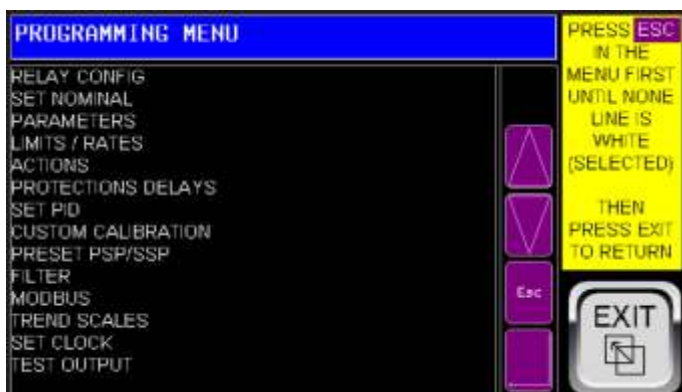 PROGRAMMING MENU
RELAY CONFIG
SET NOMINAL
PARAMETERS
LIMITS / RATES
ACTIONS
PROTECTIONS DELAYS
SET PID
CUSTOM CALIBRATION
PRESET PSP/SSP
FILTER
MODBUS
TREND SCALES
SET CLOCK
TEST OUTPUT
Esc
PRESS ESC
IN THE
MENU FIRST
UNTIL NONE
LINE IS
WHITE
(SELECTED)
THEN
PRESS EXIT
TO RETURN
EXIT